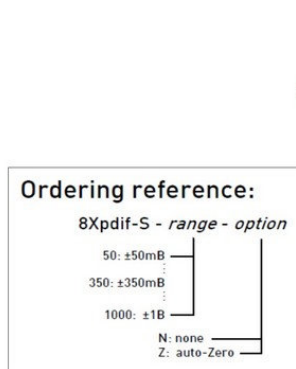 Ordering reference:
8Xpdif-S - range - option
50: ±50mB
350: ±350mB
1000: ±1B
N: none
Z: auto-Zero